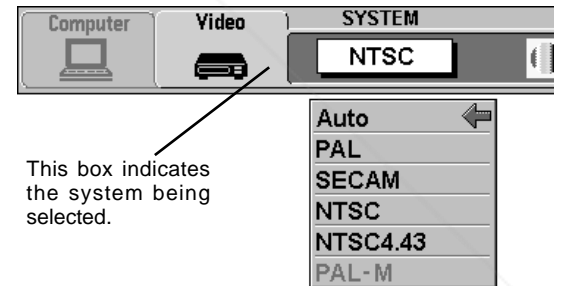 Computer
Video
SYSTEM
NTSC
Auto
PAL
SECAM
NTSC
NTSC4.43
PAL-M
This box indicates
the system being
selected.